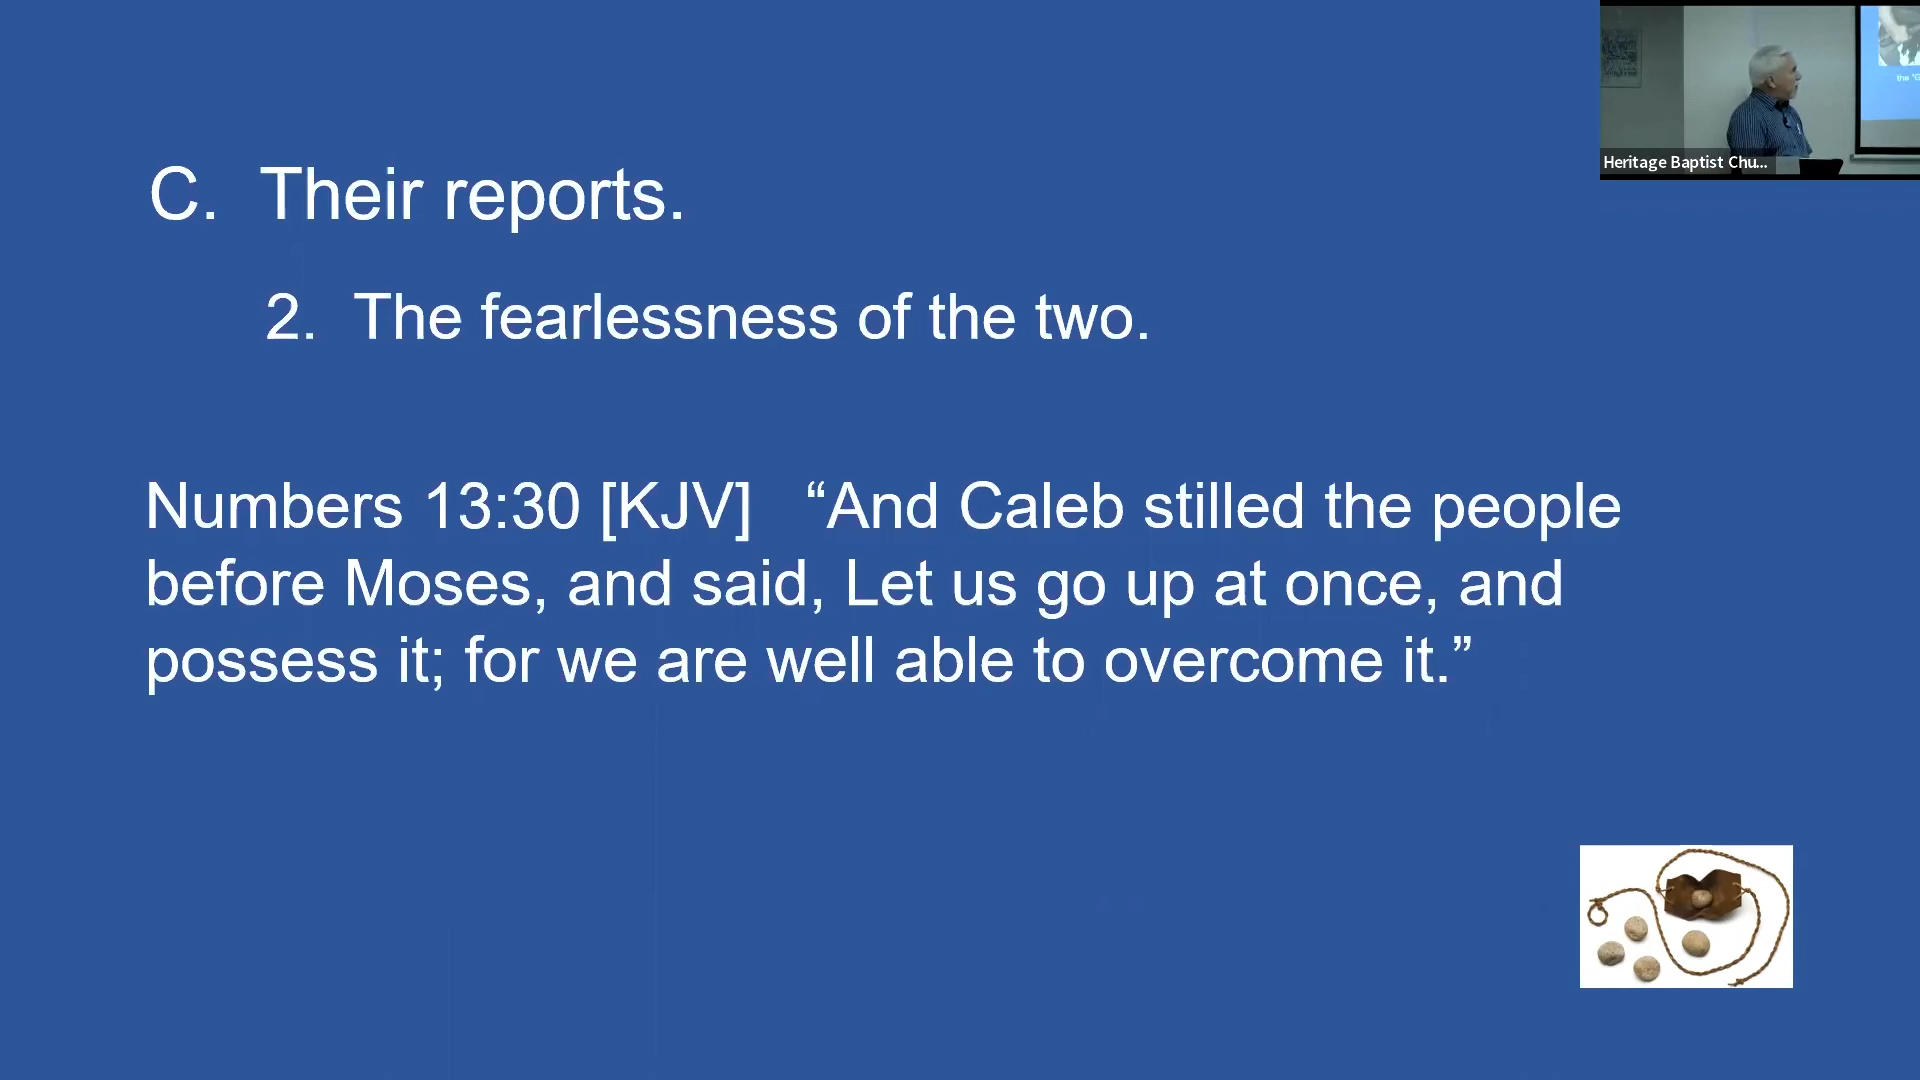 the "G
Heritage Baptist Chu...
C. Their reports.
2. The fearlessness of the two.
Numbers 13:30 [KJV] “And Caleb stilled the people
before Moses, and said, Let us go up at once, and
possess it; for we are well able to overcome it.”